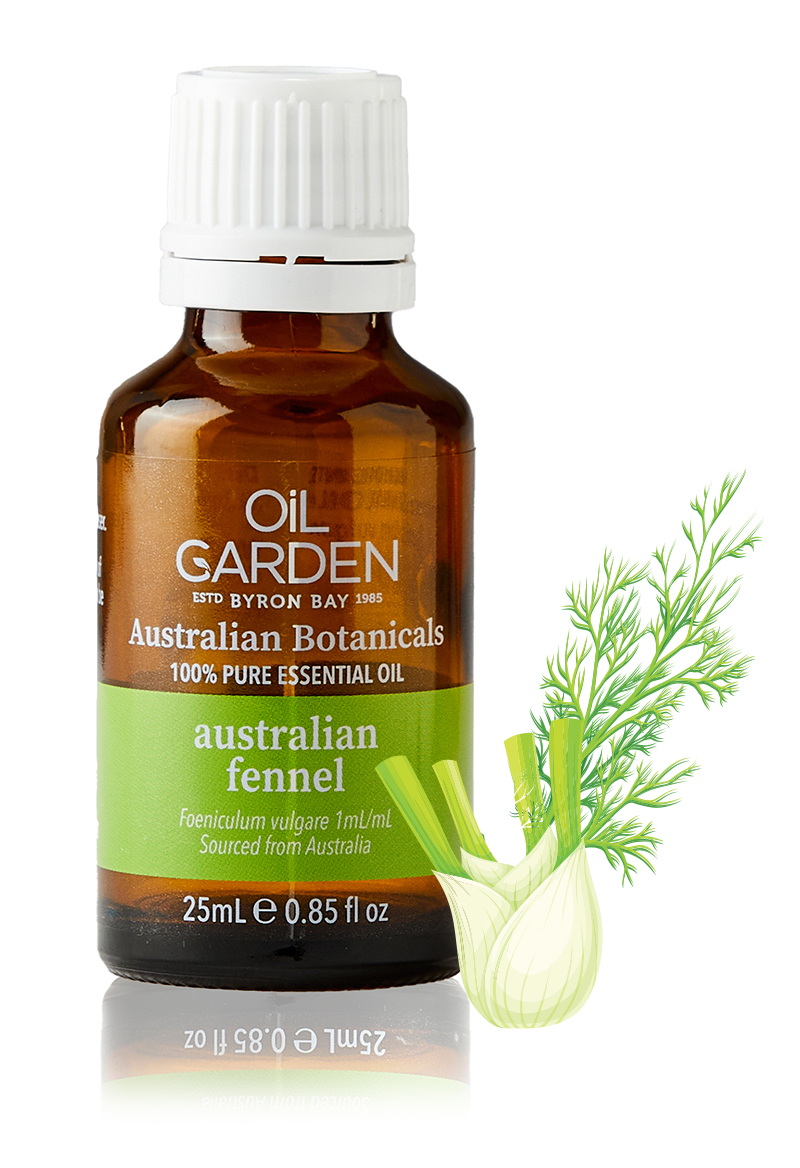 OiL
GARDEN
ESTD BYRON BAY 1985
Australian Botanicals
100% PURE ESSENTIAL OIL
australian
fennel
Foeniculum vulgare 1mL/mL
Sourced from Australia
25mL ℮ 0.85 fl oz